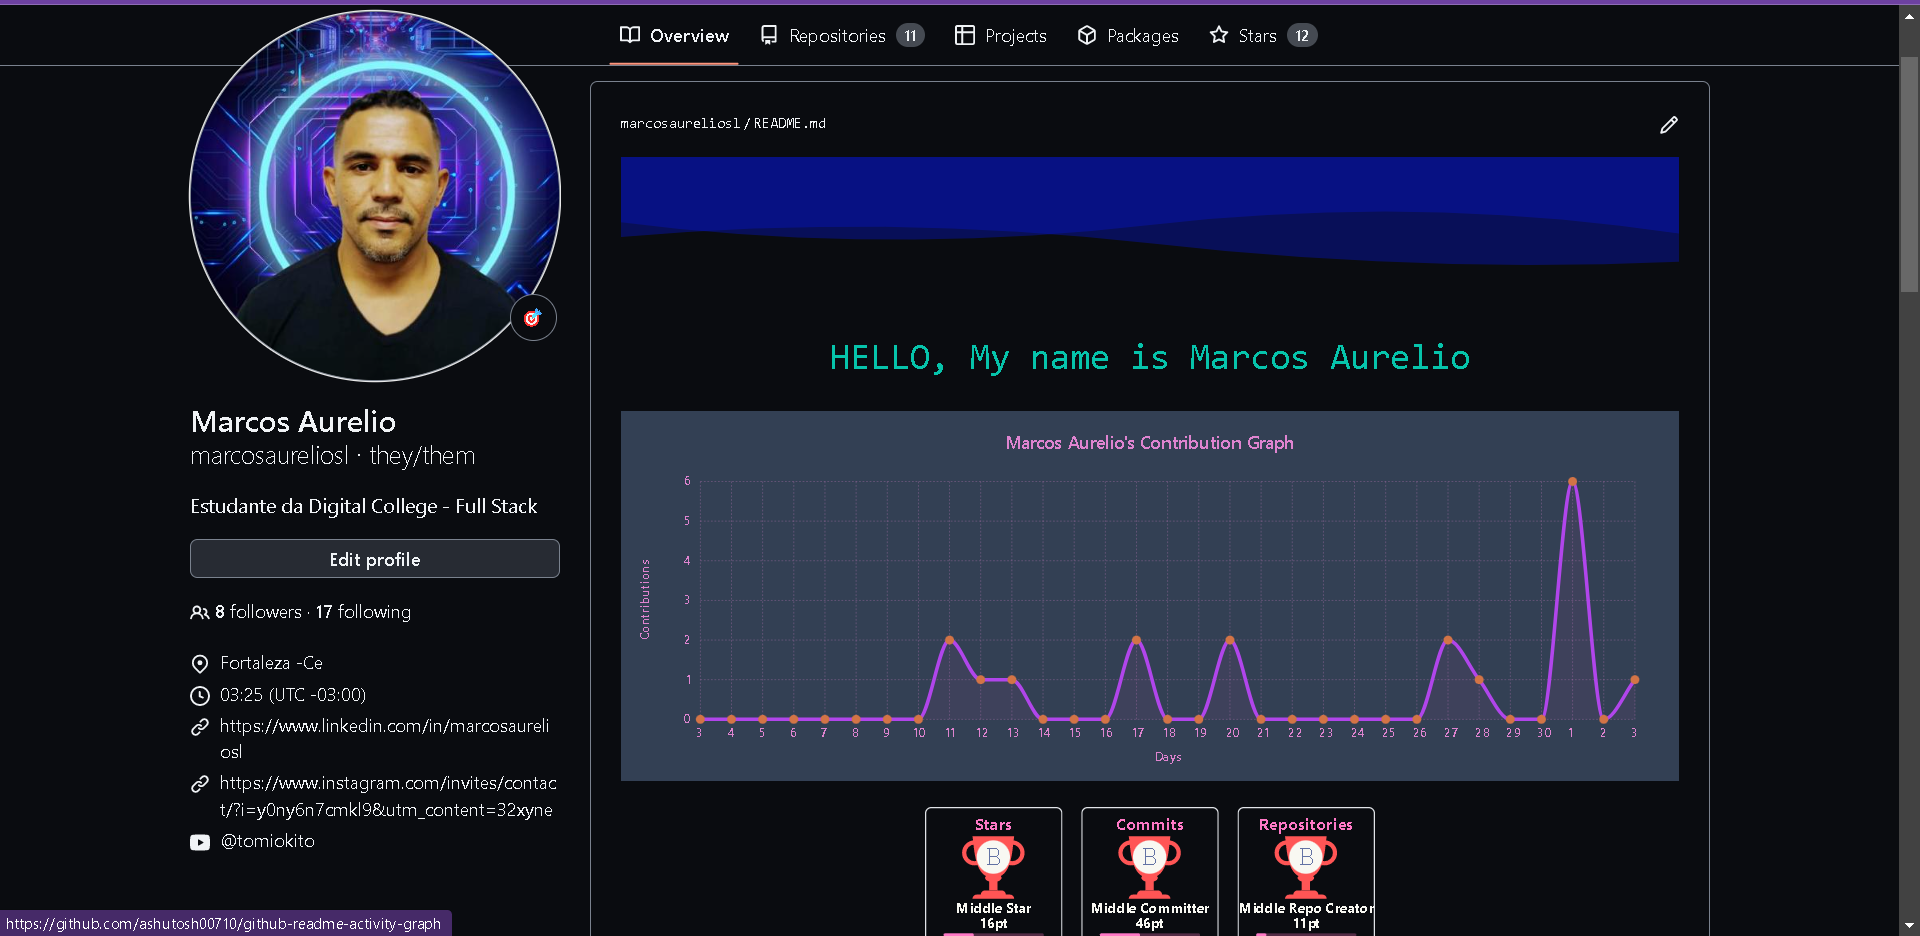 Overview Repositories 11 Projects Packages Stars 12
marcosaureliosl / README.md
HELLO, My name is Marcos Aurelio
Marcos Aurelio
marcosaureliosl · they/them
Estudante da Digital College - Full Stack
Edit profile
8 followers · 17 following
Fortaleza -Ce
03:25 (UTC -03:00)
https://www.linkedin.com/in/marcosaureli
osl
https://www.instagram.com/invites/contac
t/?i=y0ny6n7cmkl9&utm_content=32xyne
@tomiokito
Marcos Aurelio's Contribution Graph
Contributions
6
5
4
3
2
1
0
3 4 5 6 7 8 9 10 11 12 13 14 15 16 17 18 19 20 21 22 23 24 25 26 27 28 29 30 1 2 3
Days
Stars
B
Middle Star
16pt
Commits
B
Middle Committer
46pt
Repositories
B
Middle Repo Creator
11pt
https://github.com/ashutosh00710/github-readme-activity-graph